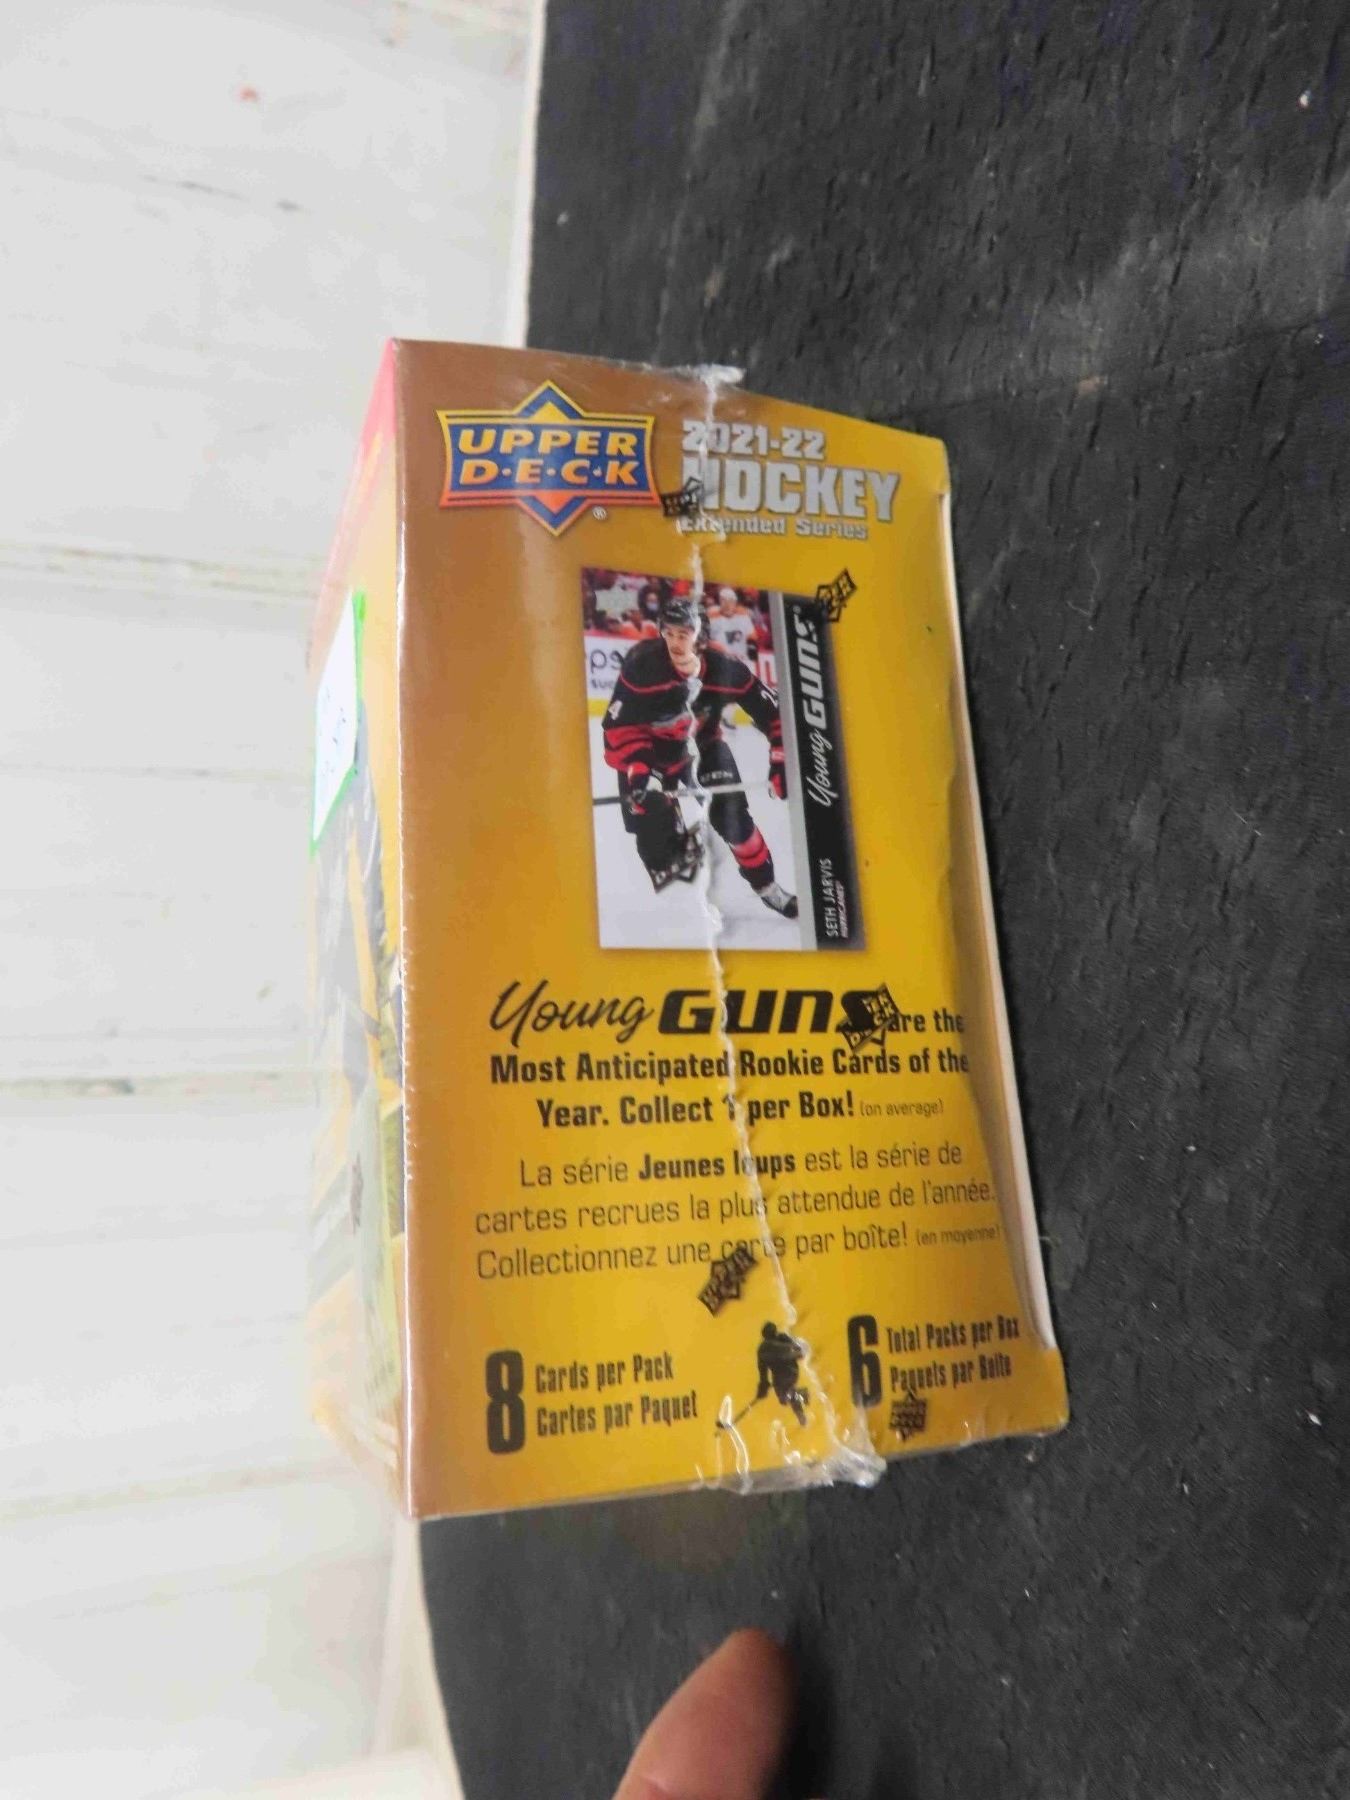 UPPER
D·E·C·K
®
2021-22
HOCKEY
Extended Series
Young GUNS
SETH JARVIS
HURRICANES
24
Young GUNS are the
Most Anticipated Rookie Cards of the
Year. Collect 1 per Box! (on average)
La série Jeunes loups est la série de
cartes recrues la plus attendue de l'année.
Collectionnez une carte par boîte! (en moyenne)
8 Cards per Pack
Cartes par Paquet
6 Total Packs per Box
Paquets par Boîte